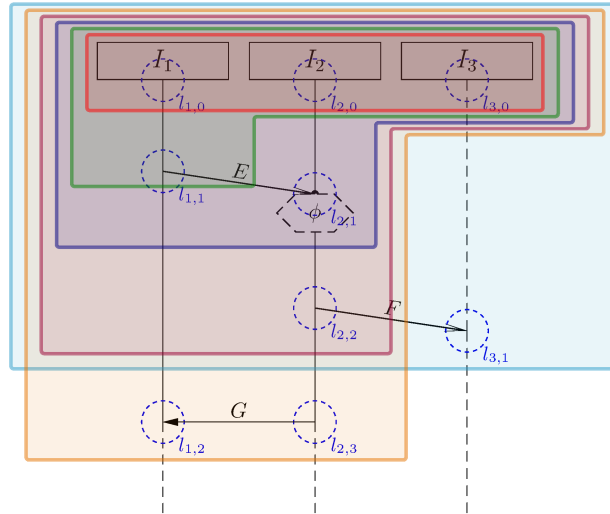 I₁ I₂ I₃
l₁,₀ l₂,₀ l₃,₀
E
l₁,₁ ϕ l₂,₁
F
l₂,₂ l₃,₁
G
l₁,₂ l₂,₃